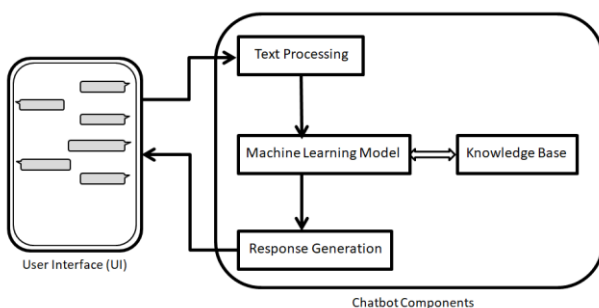 Text Processing
Machine Learning Model
Knowledge Base
Response Generation
User Interface (UI)
Chatbot Components